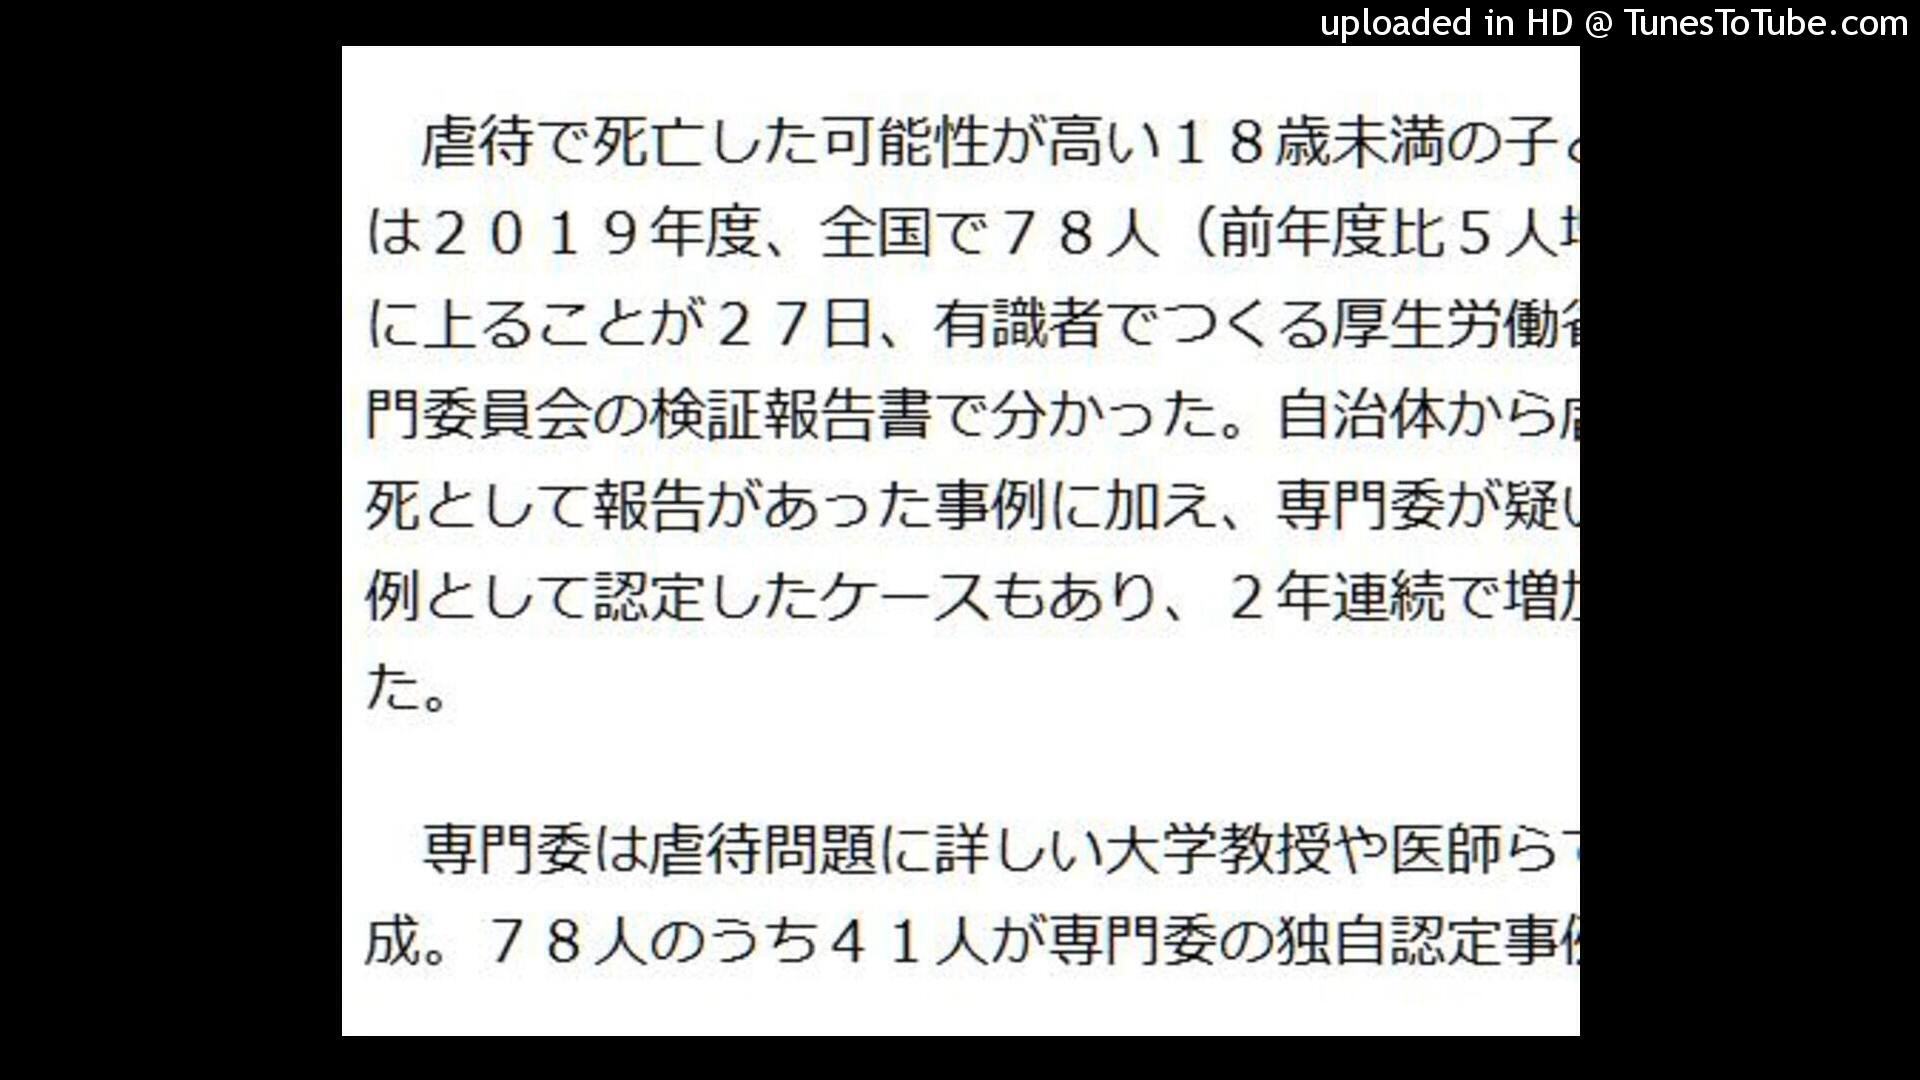 uploaded in HD @ TunesToTube.com
虐待で死亡した可能性が高い１８歳未満の子
は２０１９年度、全国で７８人（前年度比５人
に上ることが２７日、有識者でつくる厚生労働
門委員会の検証報告書で分かった。自治体から
死として報告があった事例に加え、専門委が疑
例として認定したケースもあり、２年連続で増
た。
専門委は虐待問題に詳しい大学教授や医師ら
成。７８人のうち４１人が専門委の独自認定事